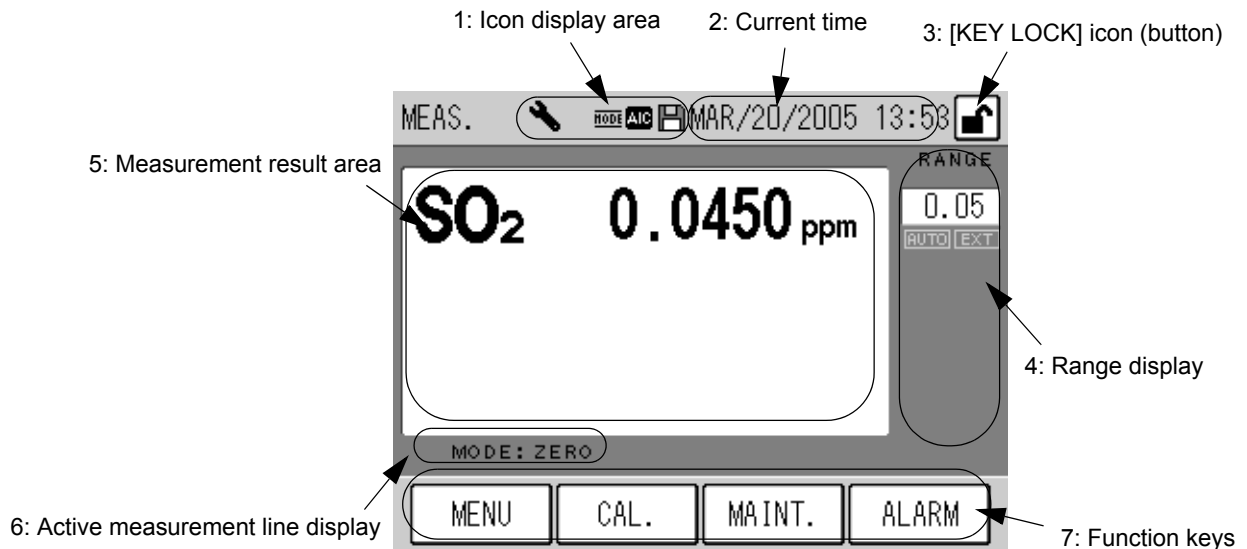 1: Icon display area
2: Current time
3: [KEY LOCK] icon (button)
MEAS.
MODE AIC MAR/20/2005 13:53
5: Measurement result area
RANGE
SO2 0.0450 ppm
0.05
AUTO EXT
4: Range display
MODE: ZERO
6: Active measurement line display
MENU CAL. MAINT. ALARM
7: Function keys